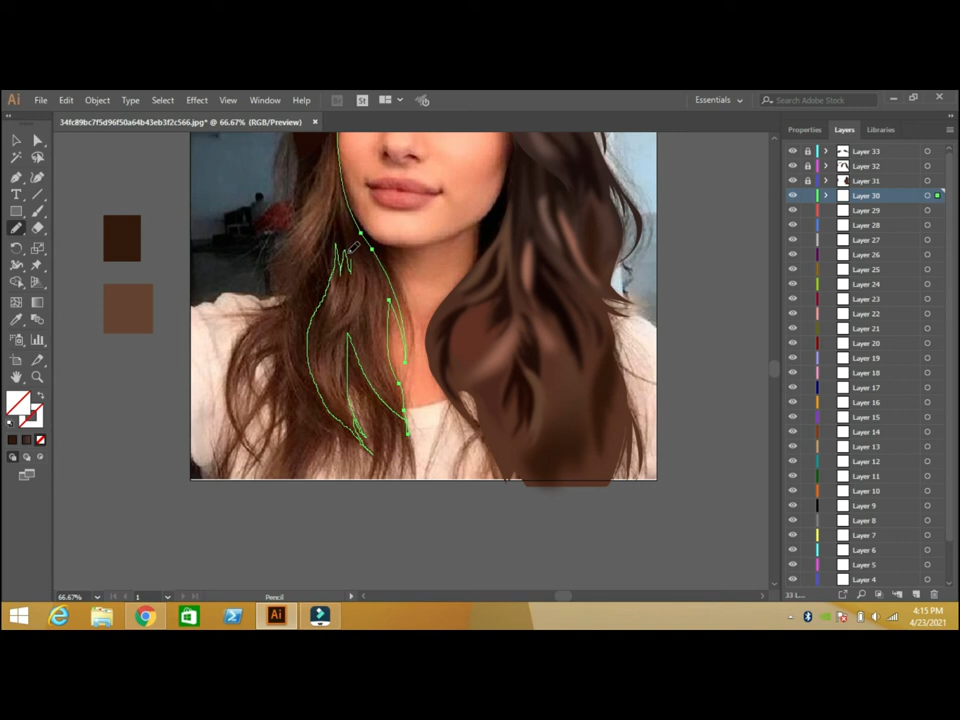 Ai File Edit Object Type Select Effect View Window Help Br St Essentials Search Adobe Stock
34fc89bc7f5d96f50a64b43eb3f2c566.jpg* @ 66.67% (RGB/Preview) ×
Properties Layers Libraries
Layer 33
Layer 32
Layer 31
Layer 30
Layer 29
Layer 28
Layer 27
Layer 26
Layer 25
Layer 24
Layer 23
Layer 22
Layer 21
Layer 20
Layer 19
Layer 18
Layer 17
Layer 16
Layer 15
Layer 14
Layer 13
Layer 12
Layer 11
Layer 10
Layer 9
Layer 8
Layer 7
Layer 6
Layer 5
Layer 4
66.67% 1 Pencil 33 L...
Ai 4:15 PM
4/23/2021